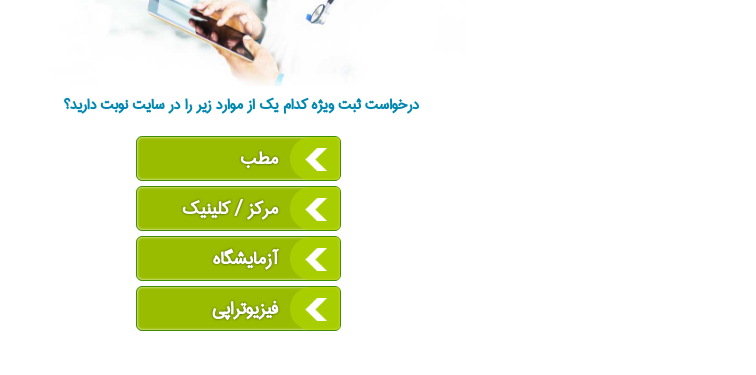 درخواست ثبت ویژه کدام یک از موارد زیر را در سایت نوبت دارید؟
مطب
مرکز / کلینیک
آزمایشگاه
فیزیوتراپی